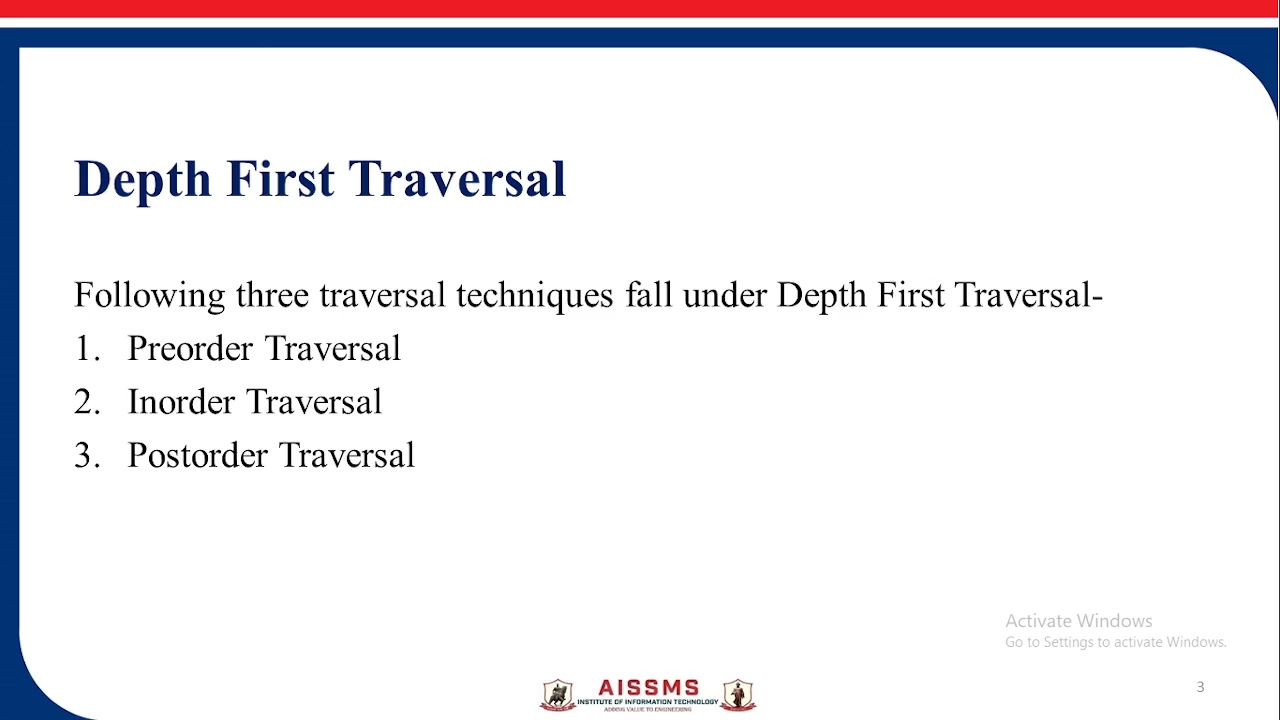 Depth First Traversal
Following three traversal techniques fall under Depth First Traversal-
1. Preorder Traversal
2. Inorder Traversal
3. Postorder Traversal
Activate Windows
Go to Settings to activate Windows.
AISSMS
INSTITUTE OF INFORMATION TECHNOLOGY
ADDING VALUE TO ENGINEERING
3